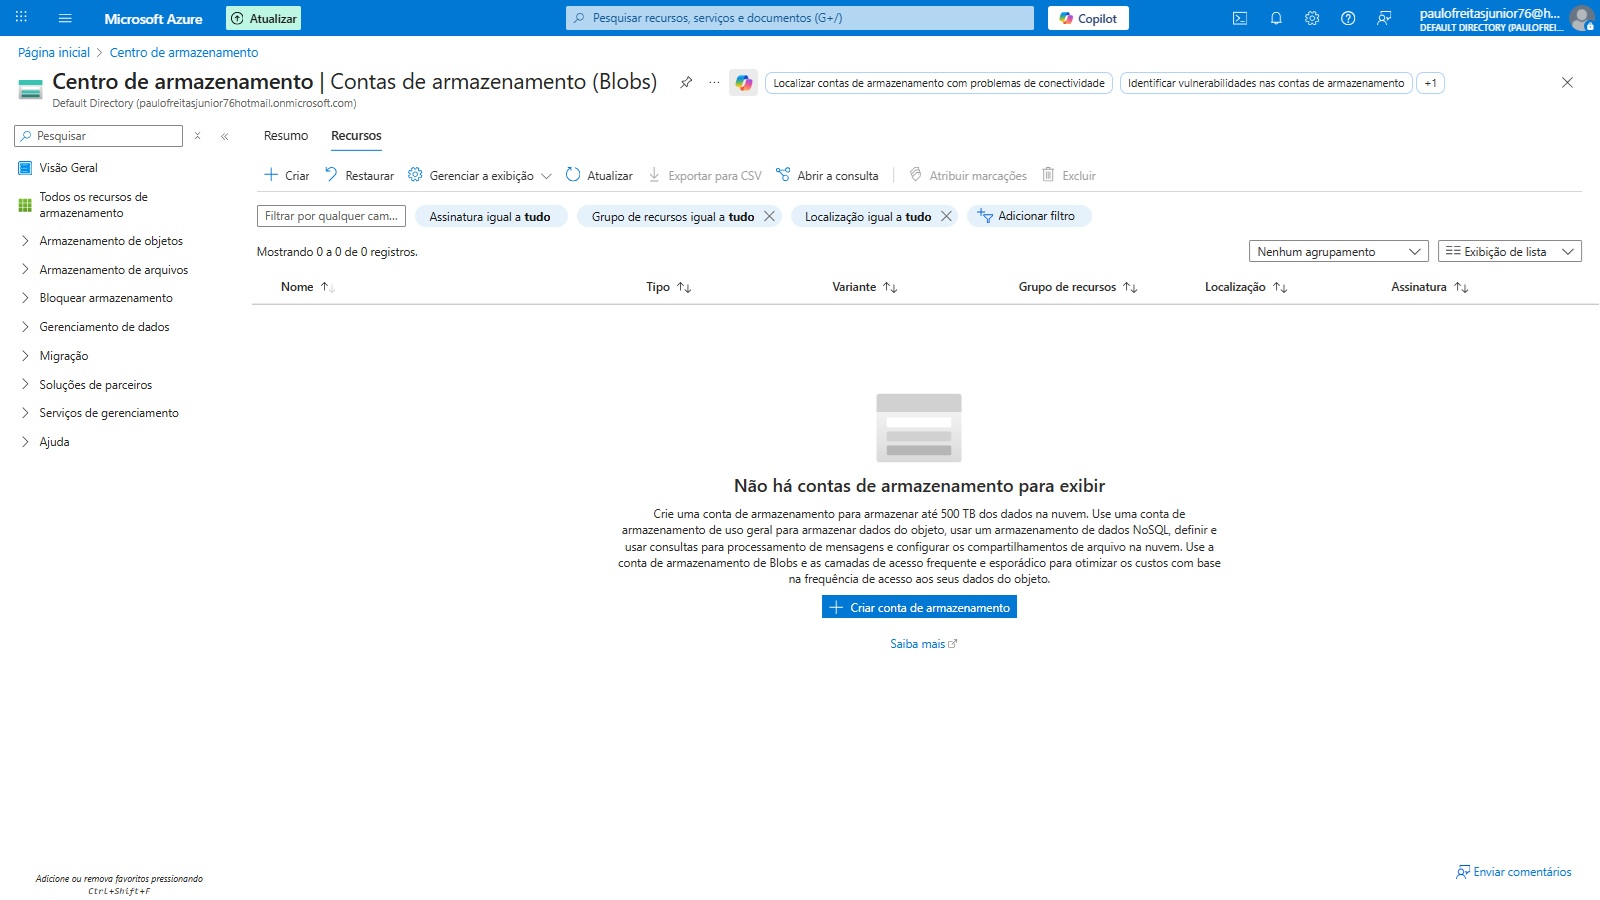 Microsoft Azure
Atualizar
Pesquisar recursos, serviços e documentos (G+/)
Copilot
paulofreitasjunior76@h...
DEFAULT DIRECTORY (PAULOFREI...
Página inicial > Centro de armazenamento
Centro de armazenamento | Contas de armazenamento (Blobs)
Default Directory (paulofreitasjunior76hotmail.onmicrosoft.com)
Localizar contas de armazenamento com problemas de conectividade
Identificar vulnerabilidades nas contas de armazenamento
+1
Pesquisar
Visão Geral
Todos os recursos de
armazenamento
Armazenamento de objetos
Armazenamento de arquivos
Bloquear armazenamento
Gerenciamento de dados
Migração
Soluções de parceiros
Serviços de gerenciamento
Ajuda
Resumo
Recursos
Criar
Restaurar
Gerenciar a exibição
Atualizar
Exportar para CSV
Abrir a consulta
Atribuir marcações
Excluir
Filtrar por qualquer cam...
Assinatura igual a tudo
Grupo de recursos igual a tudo
Localização igual a tudo
Adicionar filtro
Mostrando 0 a 0 de 0 registros.
Nenhum agrupamento
Exibição de lista
Nome
Tipo
Variante
Grupo de recursos
Localização
Assinatura
Não há contas de armazenamento para exibir
Crie uma conta de armazenamento para armazenar até 500 TB dos dados na nuvem. Use uma conta de
armazenamento de uso geral para armazenar dados do objeto, usar um armazenamento de dados NoSQL, definir e
usar consultas para processamento de mensagens e configurar os compartilhamentos de arquivo na nuvem. Use a
conta de armazenamento de Blobs e as camadas de acesso frequente e esporádico para otimizar os custos com base
na frequência de acesso aos seus dados do objeto.
Criar conta de armazenamento
Saiba mais
Adicione ou remova favoritos pressionando
Ctrl+Shift+F
Enviar comentários